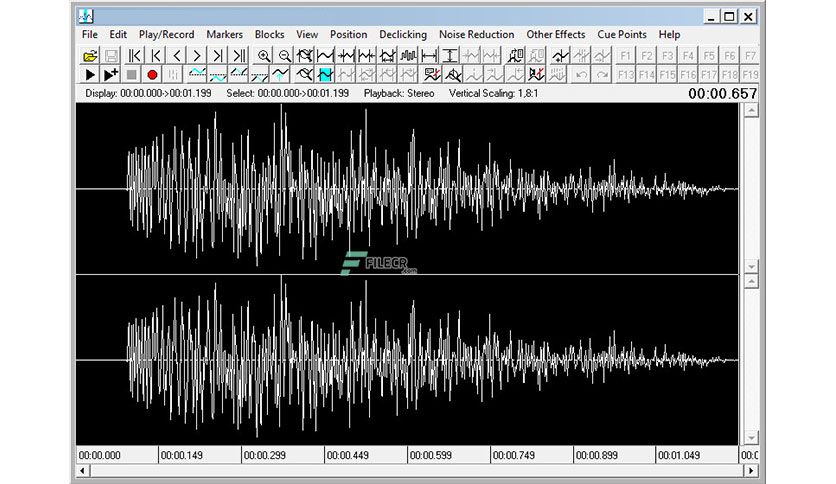 File Edit Play/Record Markers Blocks View Position Declicking Noise Reduction Other Effects Cue Points Help
F1 F2 F3 F4 F5 F6 F7
F13 F14 F15 F16 F17 F18 F19
Display: 00:00.000->00:01.199 Select: 00:00.000->00:01.199 Playback: Stereo Vertical Scaling: 1,8:1 00:00.657
FILECR
.com
00:00.000 00:00.149 00:00.299 00:00.449 00:00.599 00:00.749 00:00.899 00:01.049